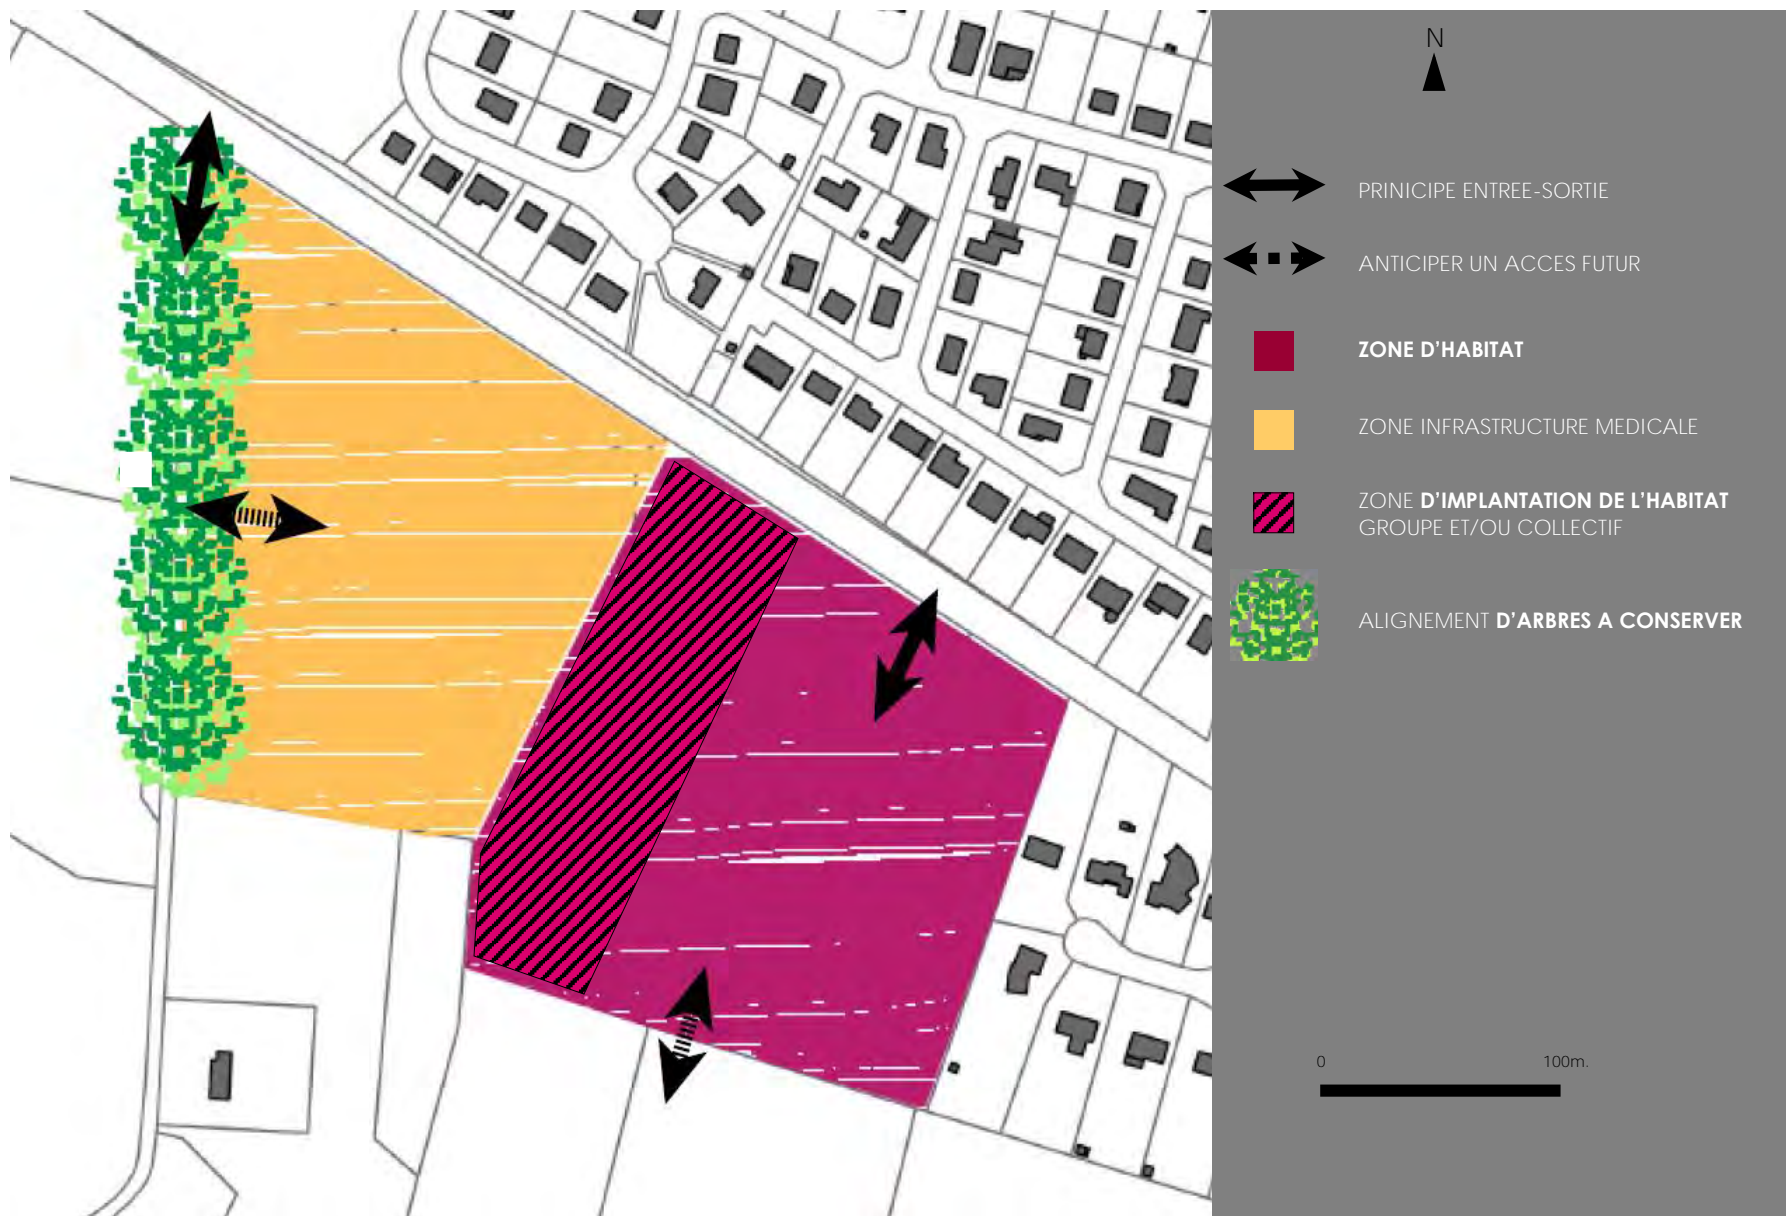 N
PRINICIPE ENTREE-SORTIE
ANTICIPER UN ACCES FUTUR
ZONE D'HABITAT
ZONE INFRASTRUCTURE MEDICALE
ZONE D'IMPLANTATION DE L'HABITAT
GROUPE ET/OU COLLECTIF
ALIGNEMENT D'ARBRES A CONSERVER
0 100m.